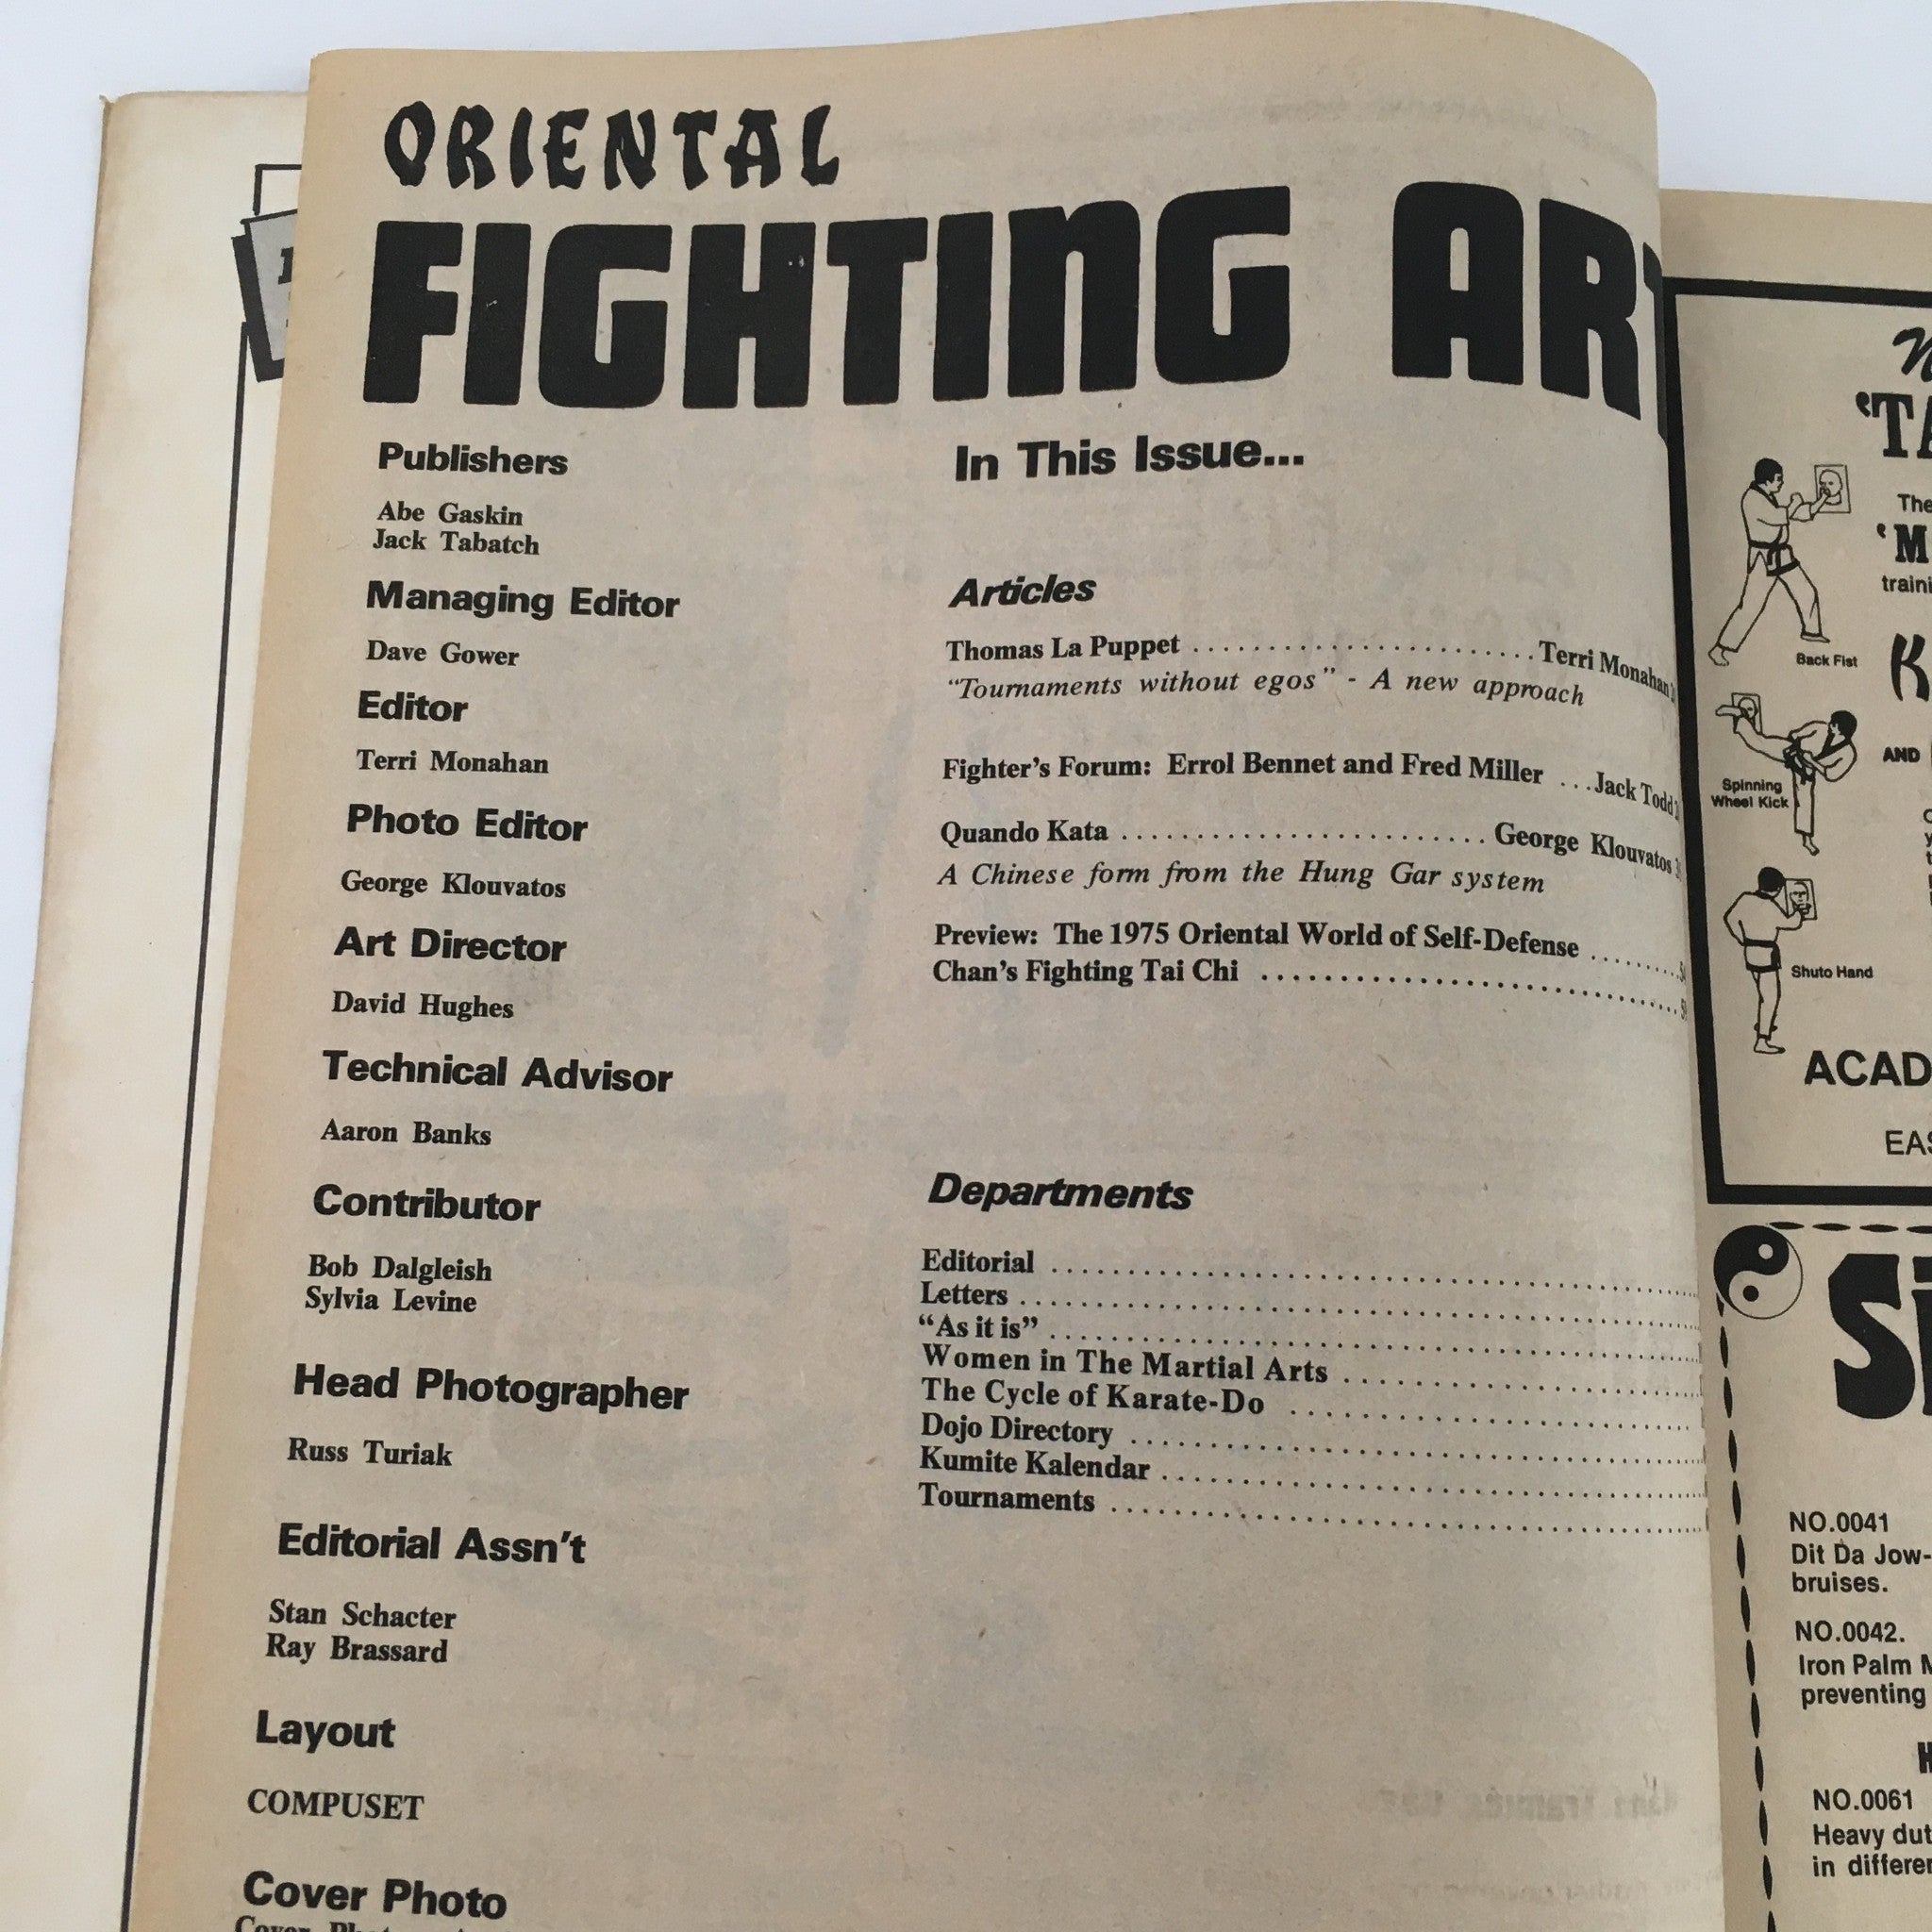 ORIENTAL
FIGHTING ART
Publishers
Abe Gaskin
Jack Tabatch
Managing Editor
Dave Gower
Editor
Terri Monahan
Photo Editor
George Klouvatos
Art Director
David Hughes
Technical Advisor
Aaron Banks
Contributor
Bob Dalgleish
Sylvia Levine
Head Photographer
Russ Turiak
Editorial Assn't
Stan Schacter
Ray Brassard
Layout
COMPUSET
Cover Photo
In This Issue...
Articles
Thomas La Puppet ........................ Terri Monahan
"Tournaments without egos" - A new approach
Fighter's Forum: Errol Bennet and Fred Miller ... Jack Todd
Quando Kata ........................ George Klouvatos
A Chinese form from the Hung Gar system
Preview: The 1975 Oriental World of Self-Defense .........
Chan's Fighting Tai Chi ..............................
Departments
Editorial ........................................
Letters ........................................
"As it is" ........................................
Women in The Martial Arts ........................
The Cycle of Karate-Do ........................
Dojo Directory ........................................
Kumite Kalendar ........................................
Tournaments ........................................
'TA
The
'M
traini
Back Fist
K
AND
Spinning
Wheel Kick
Shuto Hand
ACAD
EAS
Si
NO.0041
Dit Da Jow-
bruises.
NO.0042.
Iron Palm M
preventing
H
NO.0061
Heavy dut
in differen